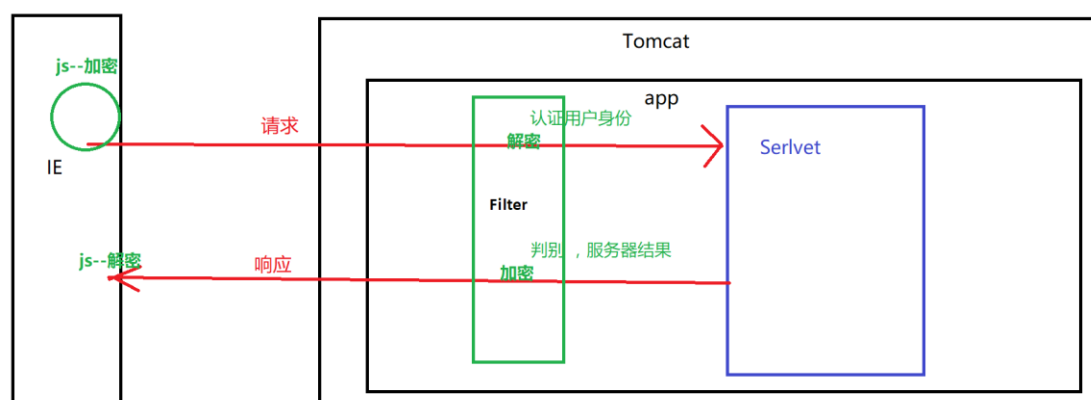 Tomcat
js--加密
app
认证用户身份
请求
解密
Serlvet
IE
Filter
判别 ，服务器结果
js--解密
响应
加密